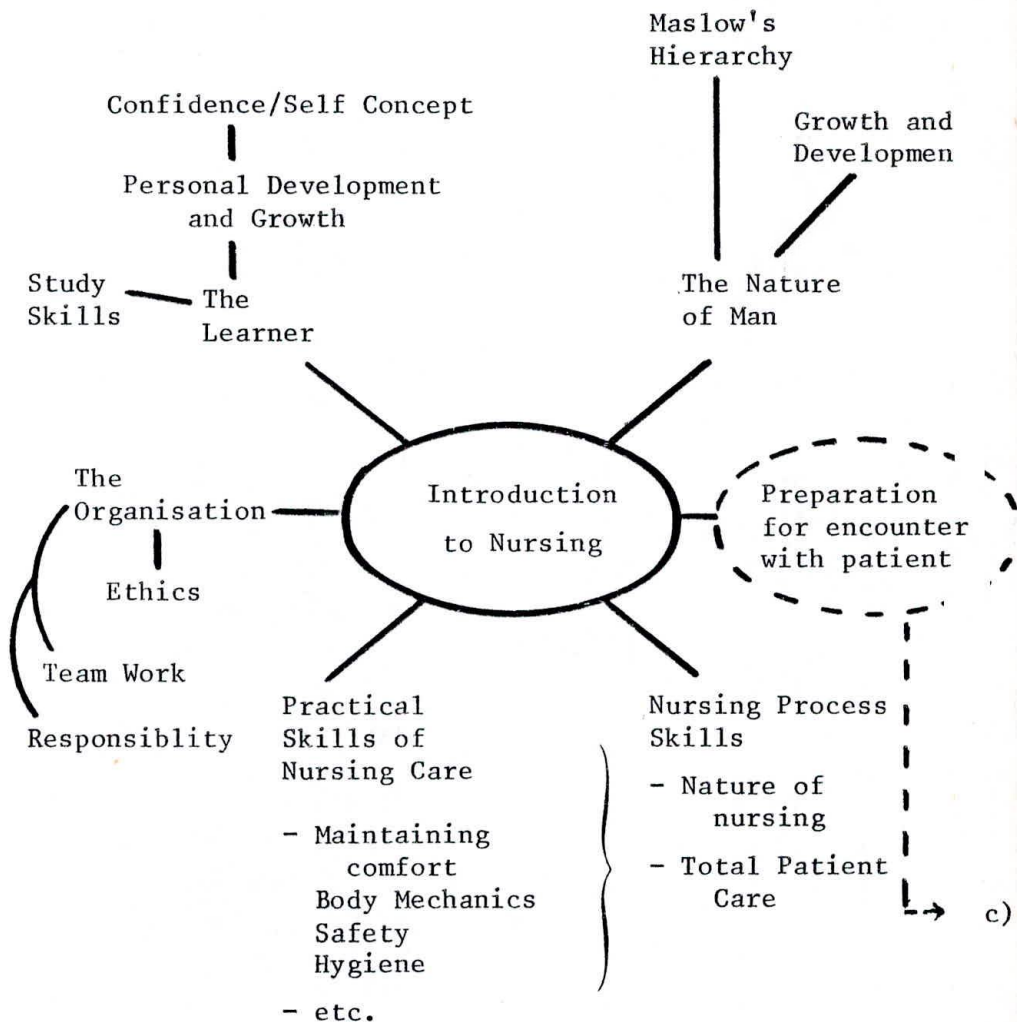 Maslow's
Hierarchy
Confidence/Self Concept
Growth and
Developmen
Personal Development
and Growth
Study
Skills
The
Learner
The Nature
of Man
The
Organisation
Introduction
to Nursing
Preparation
for encounter
with patient
Ethics
Team Work
Responsiblity
Practical
Skills of
Nursing Care
- Maintaining
comfort
Body Mechanics
Safety
Hygiene
- etc.
Nursing Process
Skills
- Nature of
nursing
- Total Patient
Care
c)